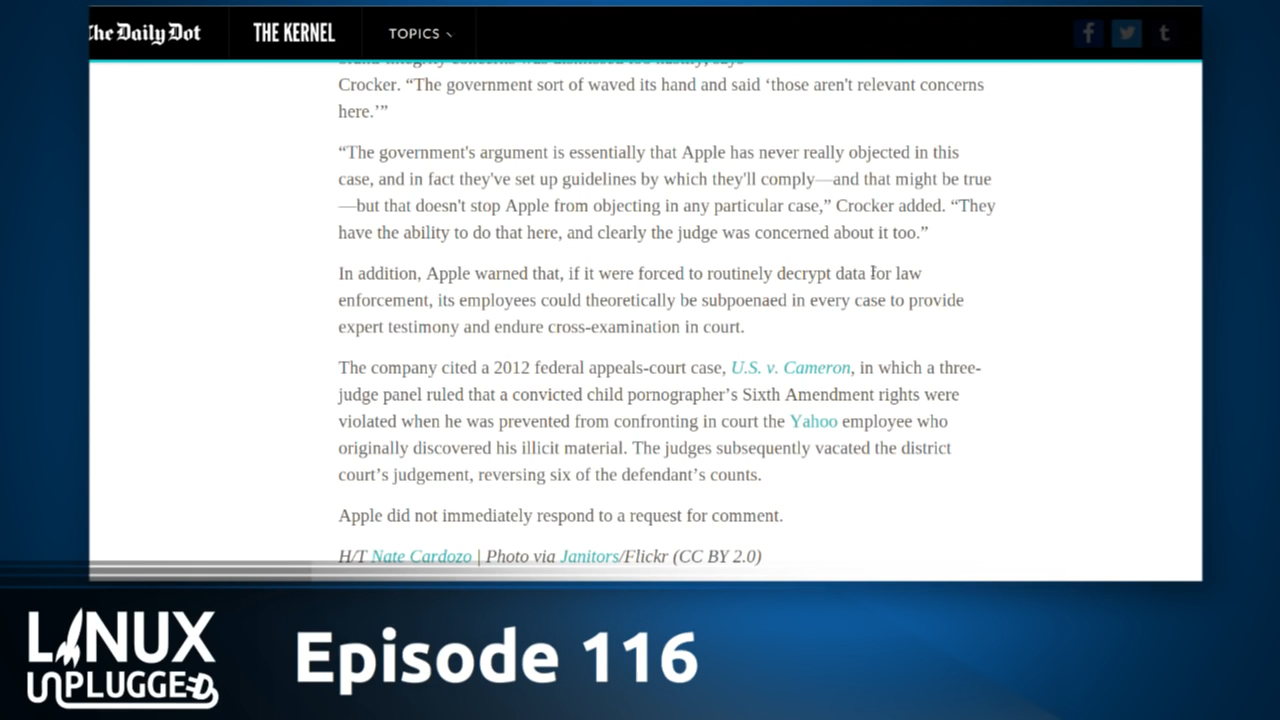 The Daily Dot
THE KERNEL
TOPICS
Crocker. “The government sort of waved its hand and said ‘those aren't relevant concerns
here.’”
“The government's argument is essentially that Apple has never really objected in this
case, and in fact they've set up guidelines by which they'll comply—and that might be true
—but that doesn't stop Apple from objecting in any particular case,” Crocker added. “They
have the ability to do that here, and clearly the judge was concerned about it too.”
In addition, Apple warned that, if it were forced to routinely decrypt data for law
enforcement, its employees could theoretically be subpoenaed in every case to provide
expert testimony and endure cross-examination in court.
The company cited a 2012 federal appeals-court case, U.S. v. Cameron, in which a three-
judge panel ruled that a convicted child pornographer’s Sixth Amendment rights were
violated when he was prevented from confronting in court the Yahoo employee who
originally discovered his illicit material. The judges subsequently vacated the district
court’s judgement, reversing six of the defendant’s counts.
Apple did not immediately respond to a request for comment.
H/T Nate Cardozo | Photo via Janitors/Flickr (CC BY 2.0)
LINUX
UNPLUGGED
Episode 116